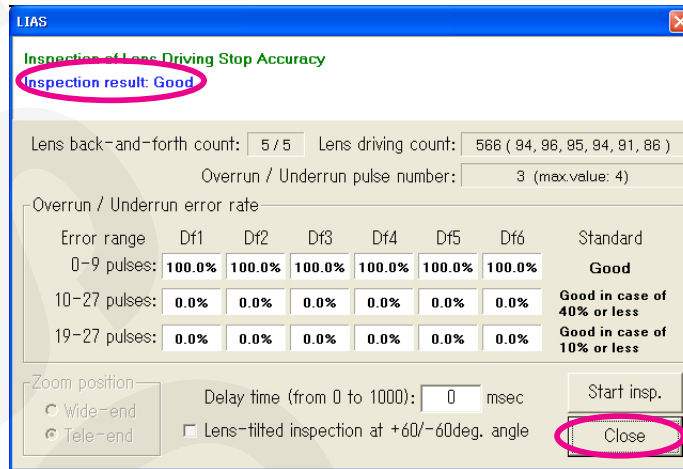 LIAS
Inspection of Lens Driving Stop Accuracy
Inspection result: Good
Lens back-and-forth count: 5 / 5 Lens driving count: 566 ( 94, 96, 95, 94, 91, 86 )
Overrun / Underrun pulse number: 3 (max.value: 4)
Overrun / Underrun error rate
Error range Df1 Df2 Df3 Df4 Df5 Df6 Standard
0-9 pulses: 100.0% 100.0% 100.0% 100.0% 100.0% 100.0% Good
10-27 pulses: 0.0% 0.0% 0.0% 0.0% 0.0% 0.0% Good in case of
40% or less
19-27 pulses: 0.0% 0.0% 0.0% 0.0% 0.0% 0.0% Good in case of
10% or less
Zoom position
Wide-end
Tele-end
Delay time (from 0 to 1000): 0 msec
Lens-tilted inspection at +60/-60deg. angle
Start insp.
Close